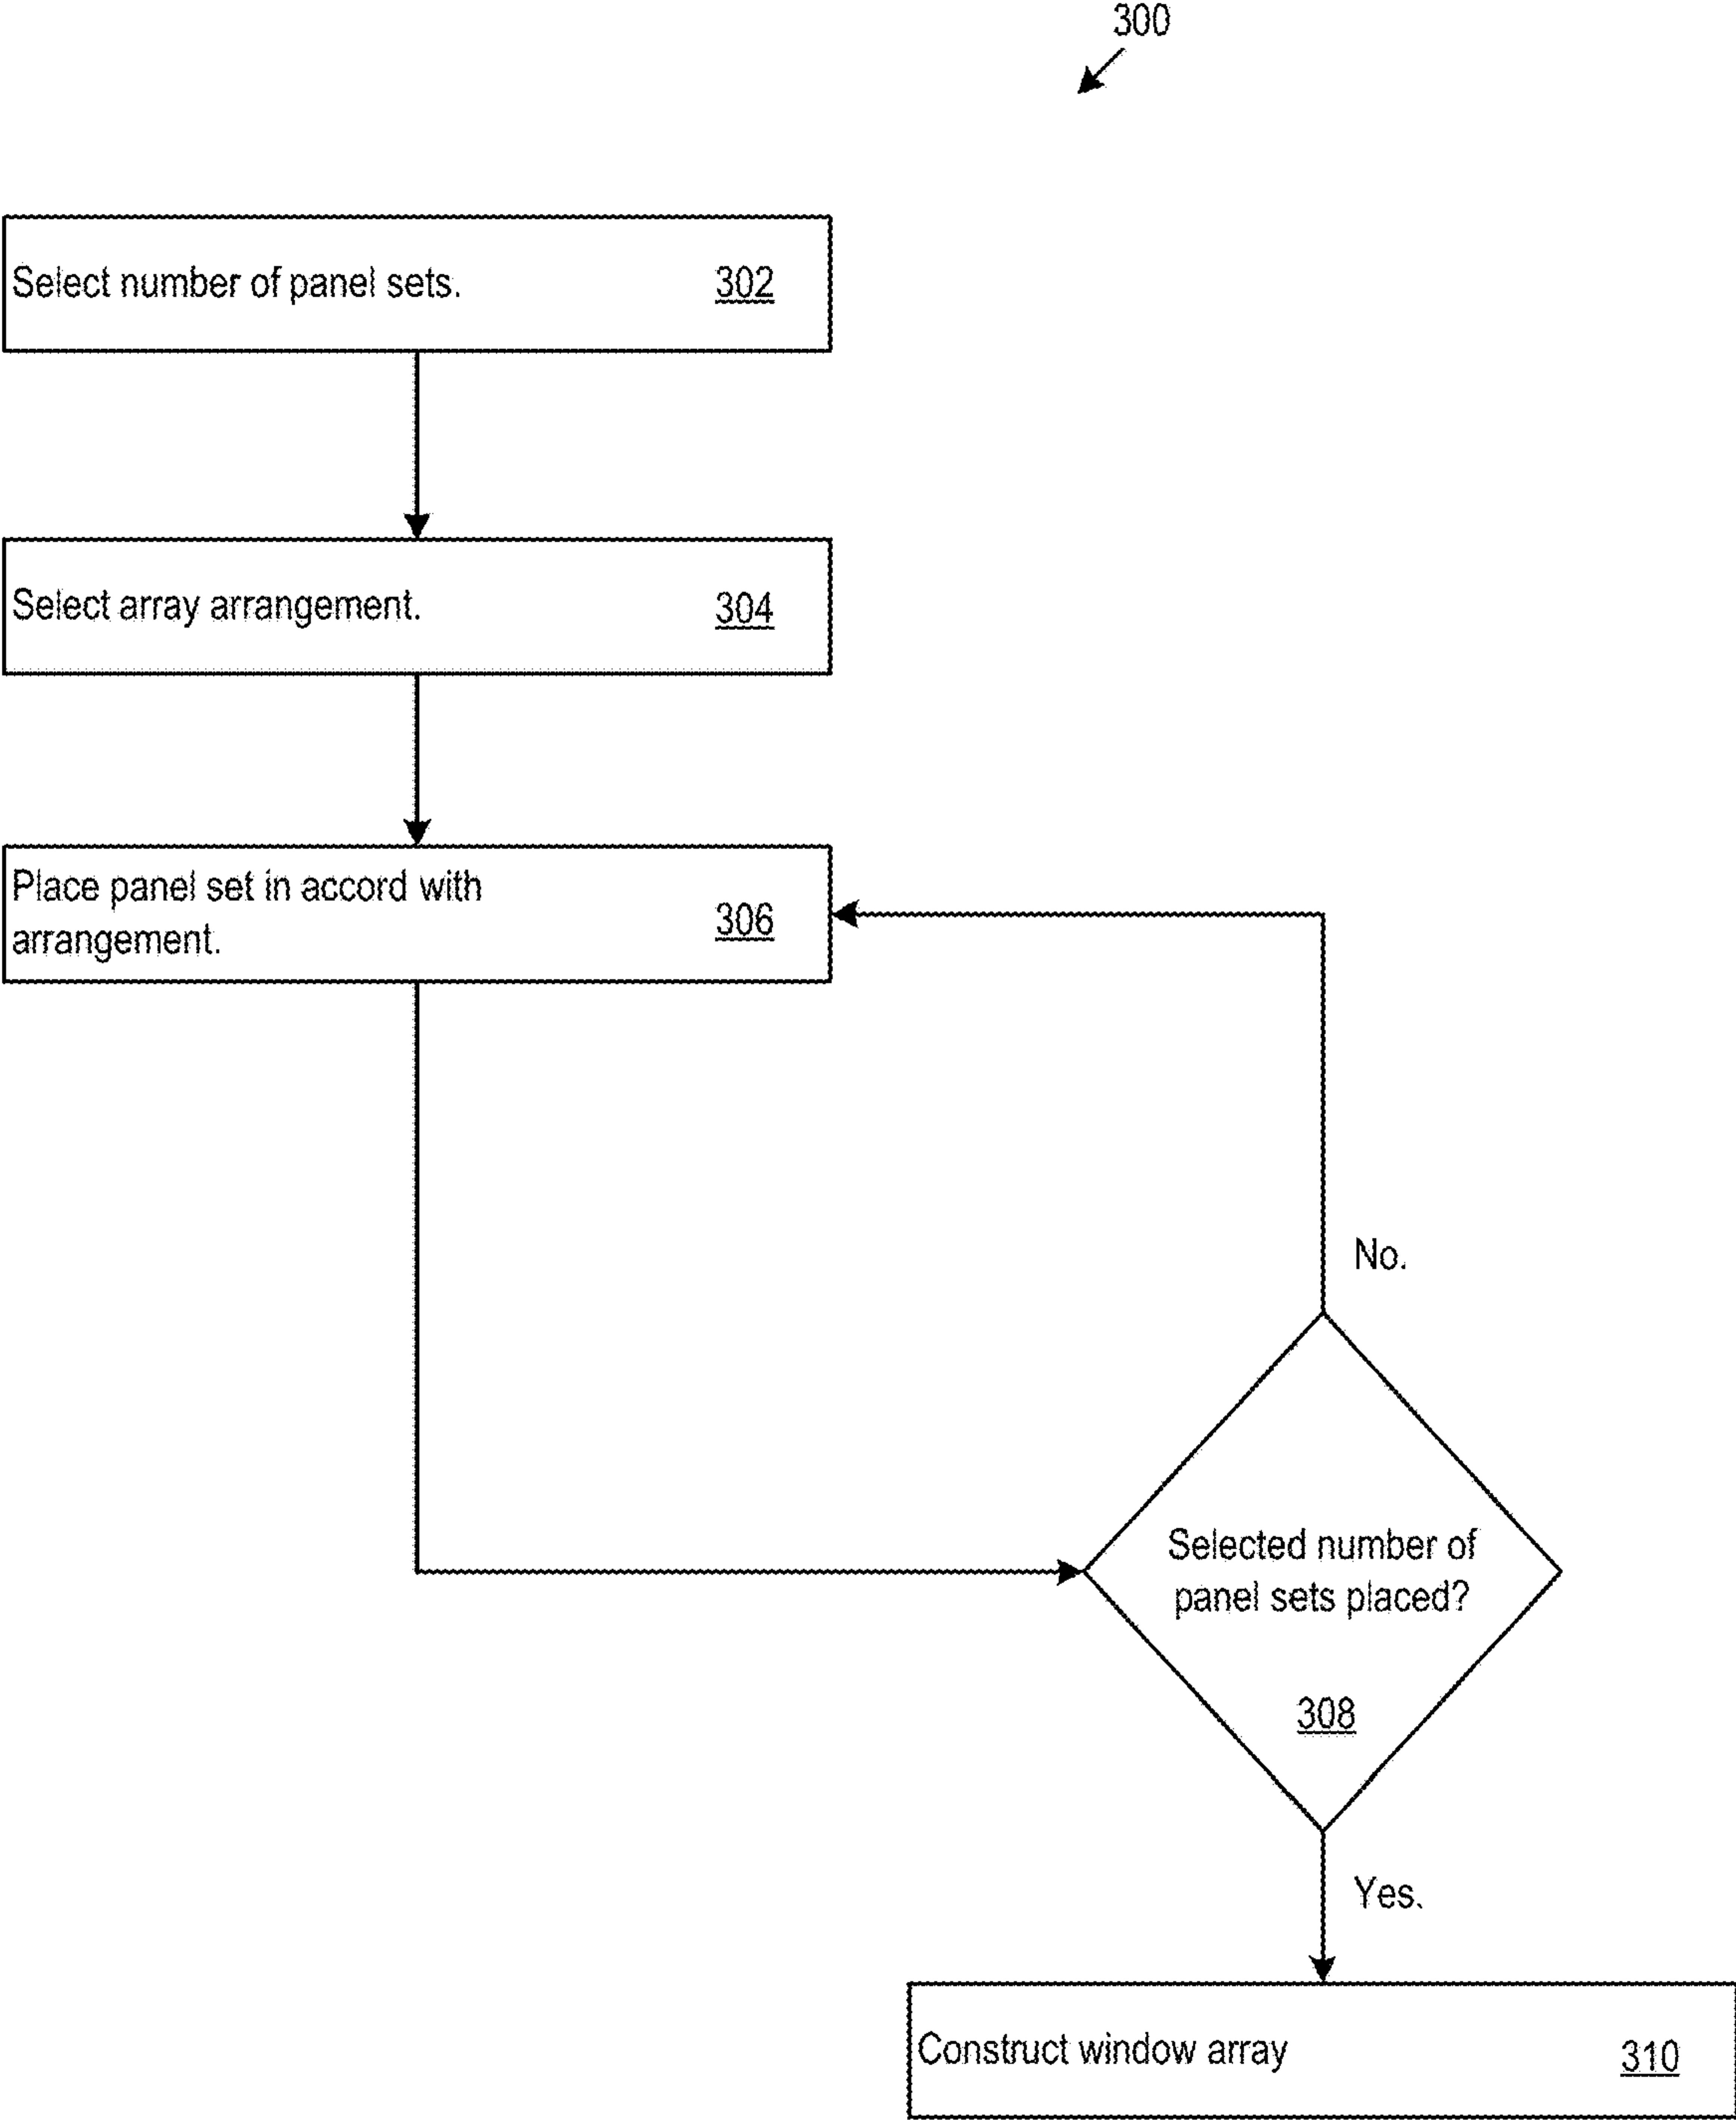 300
Select number of panel sets.
302
Select array arrangement.
304
Place panel set in accord with
arrangement.
306
No.
Selected number of
panel sets placed?
308
Yes.
Construct window array
310